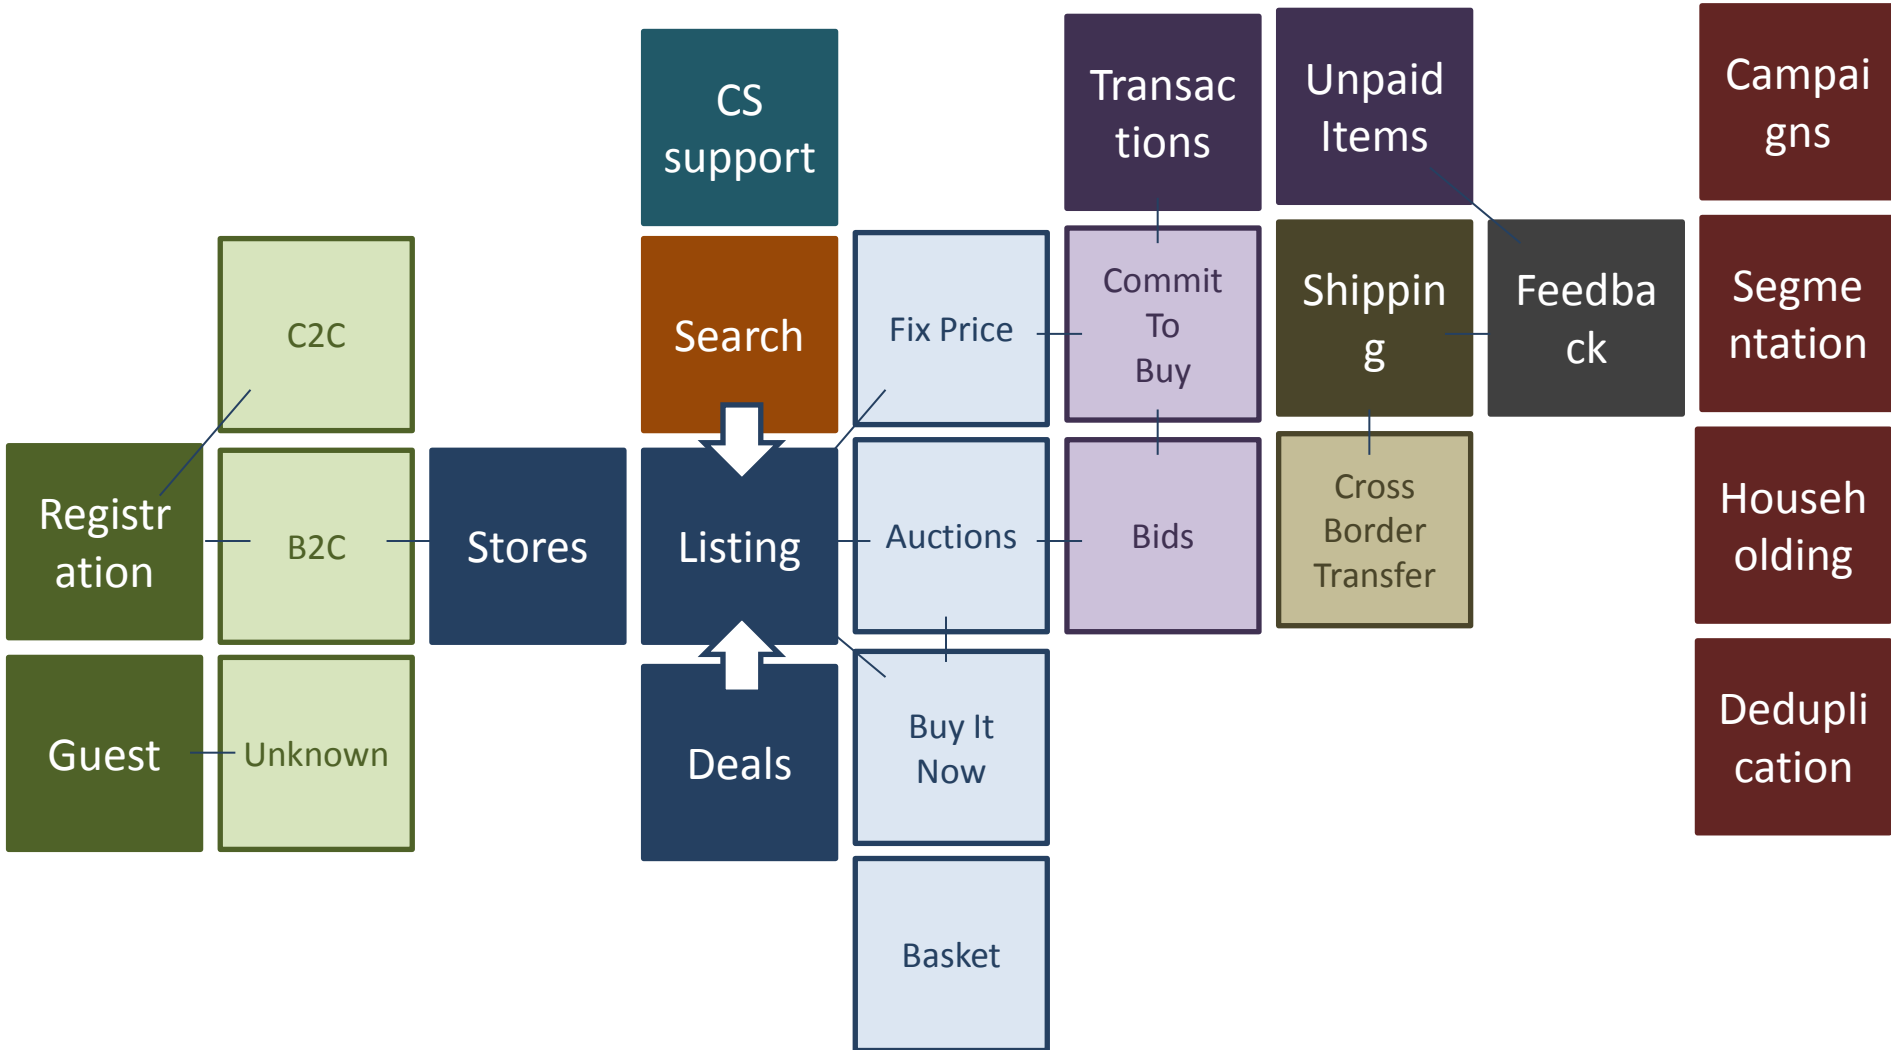 CS
support
Transac
tions
Unpaid
Items
Campai
gns
C2C
Search
Fix Price
Commit
To
Buy
Shippin
g
Feedba
ck
Segme
ntation
Registr
ation
B2C
Stores
Listing
Auctions
Bids
Cross
Border
Transfer
Househ
olding
Guest
Unknown
Deals
Buy It
Now
Dedupli
cation
Basket